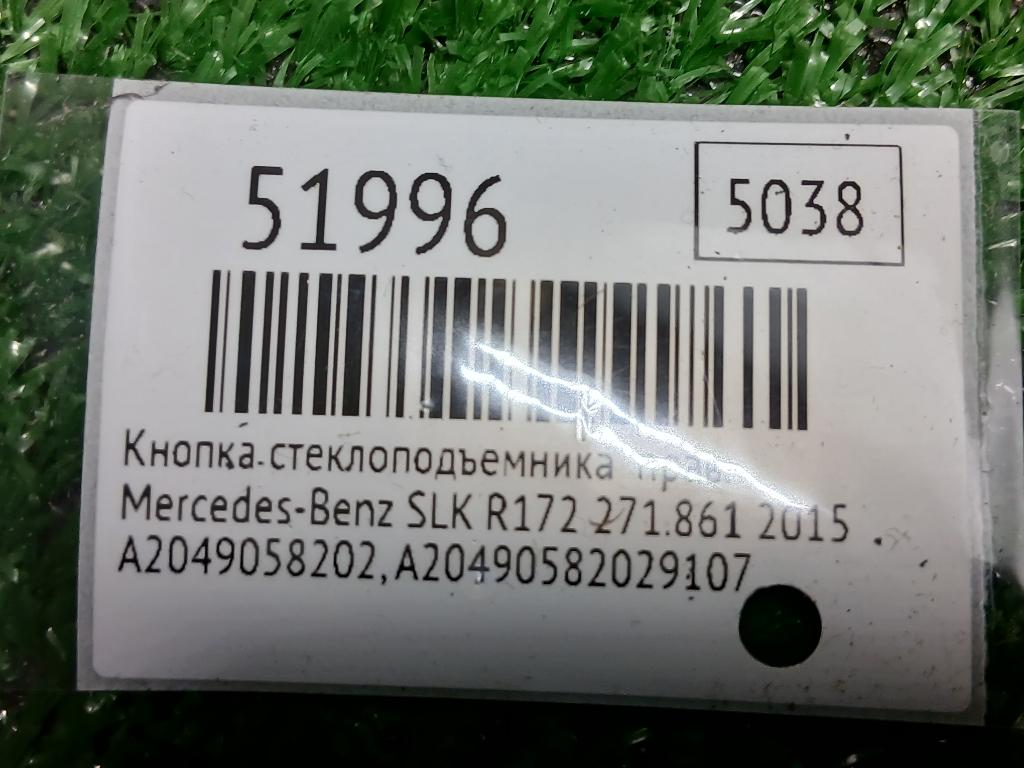 51996
5038
Кнопка стеклоподъемника
Mercedes-Benz SLK R172 271.861 2015
A2049058202,A20490582029107